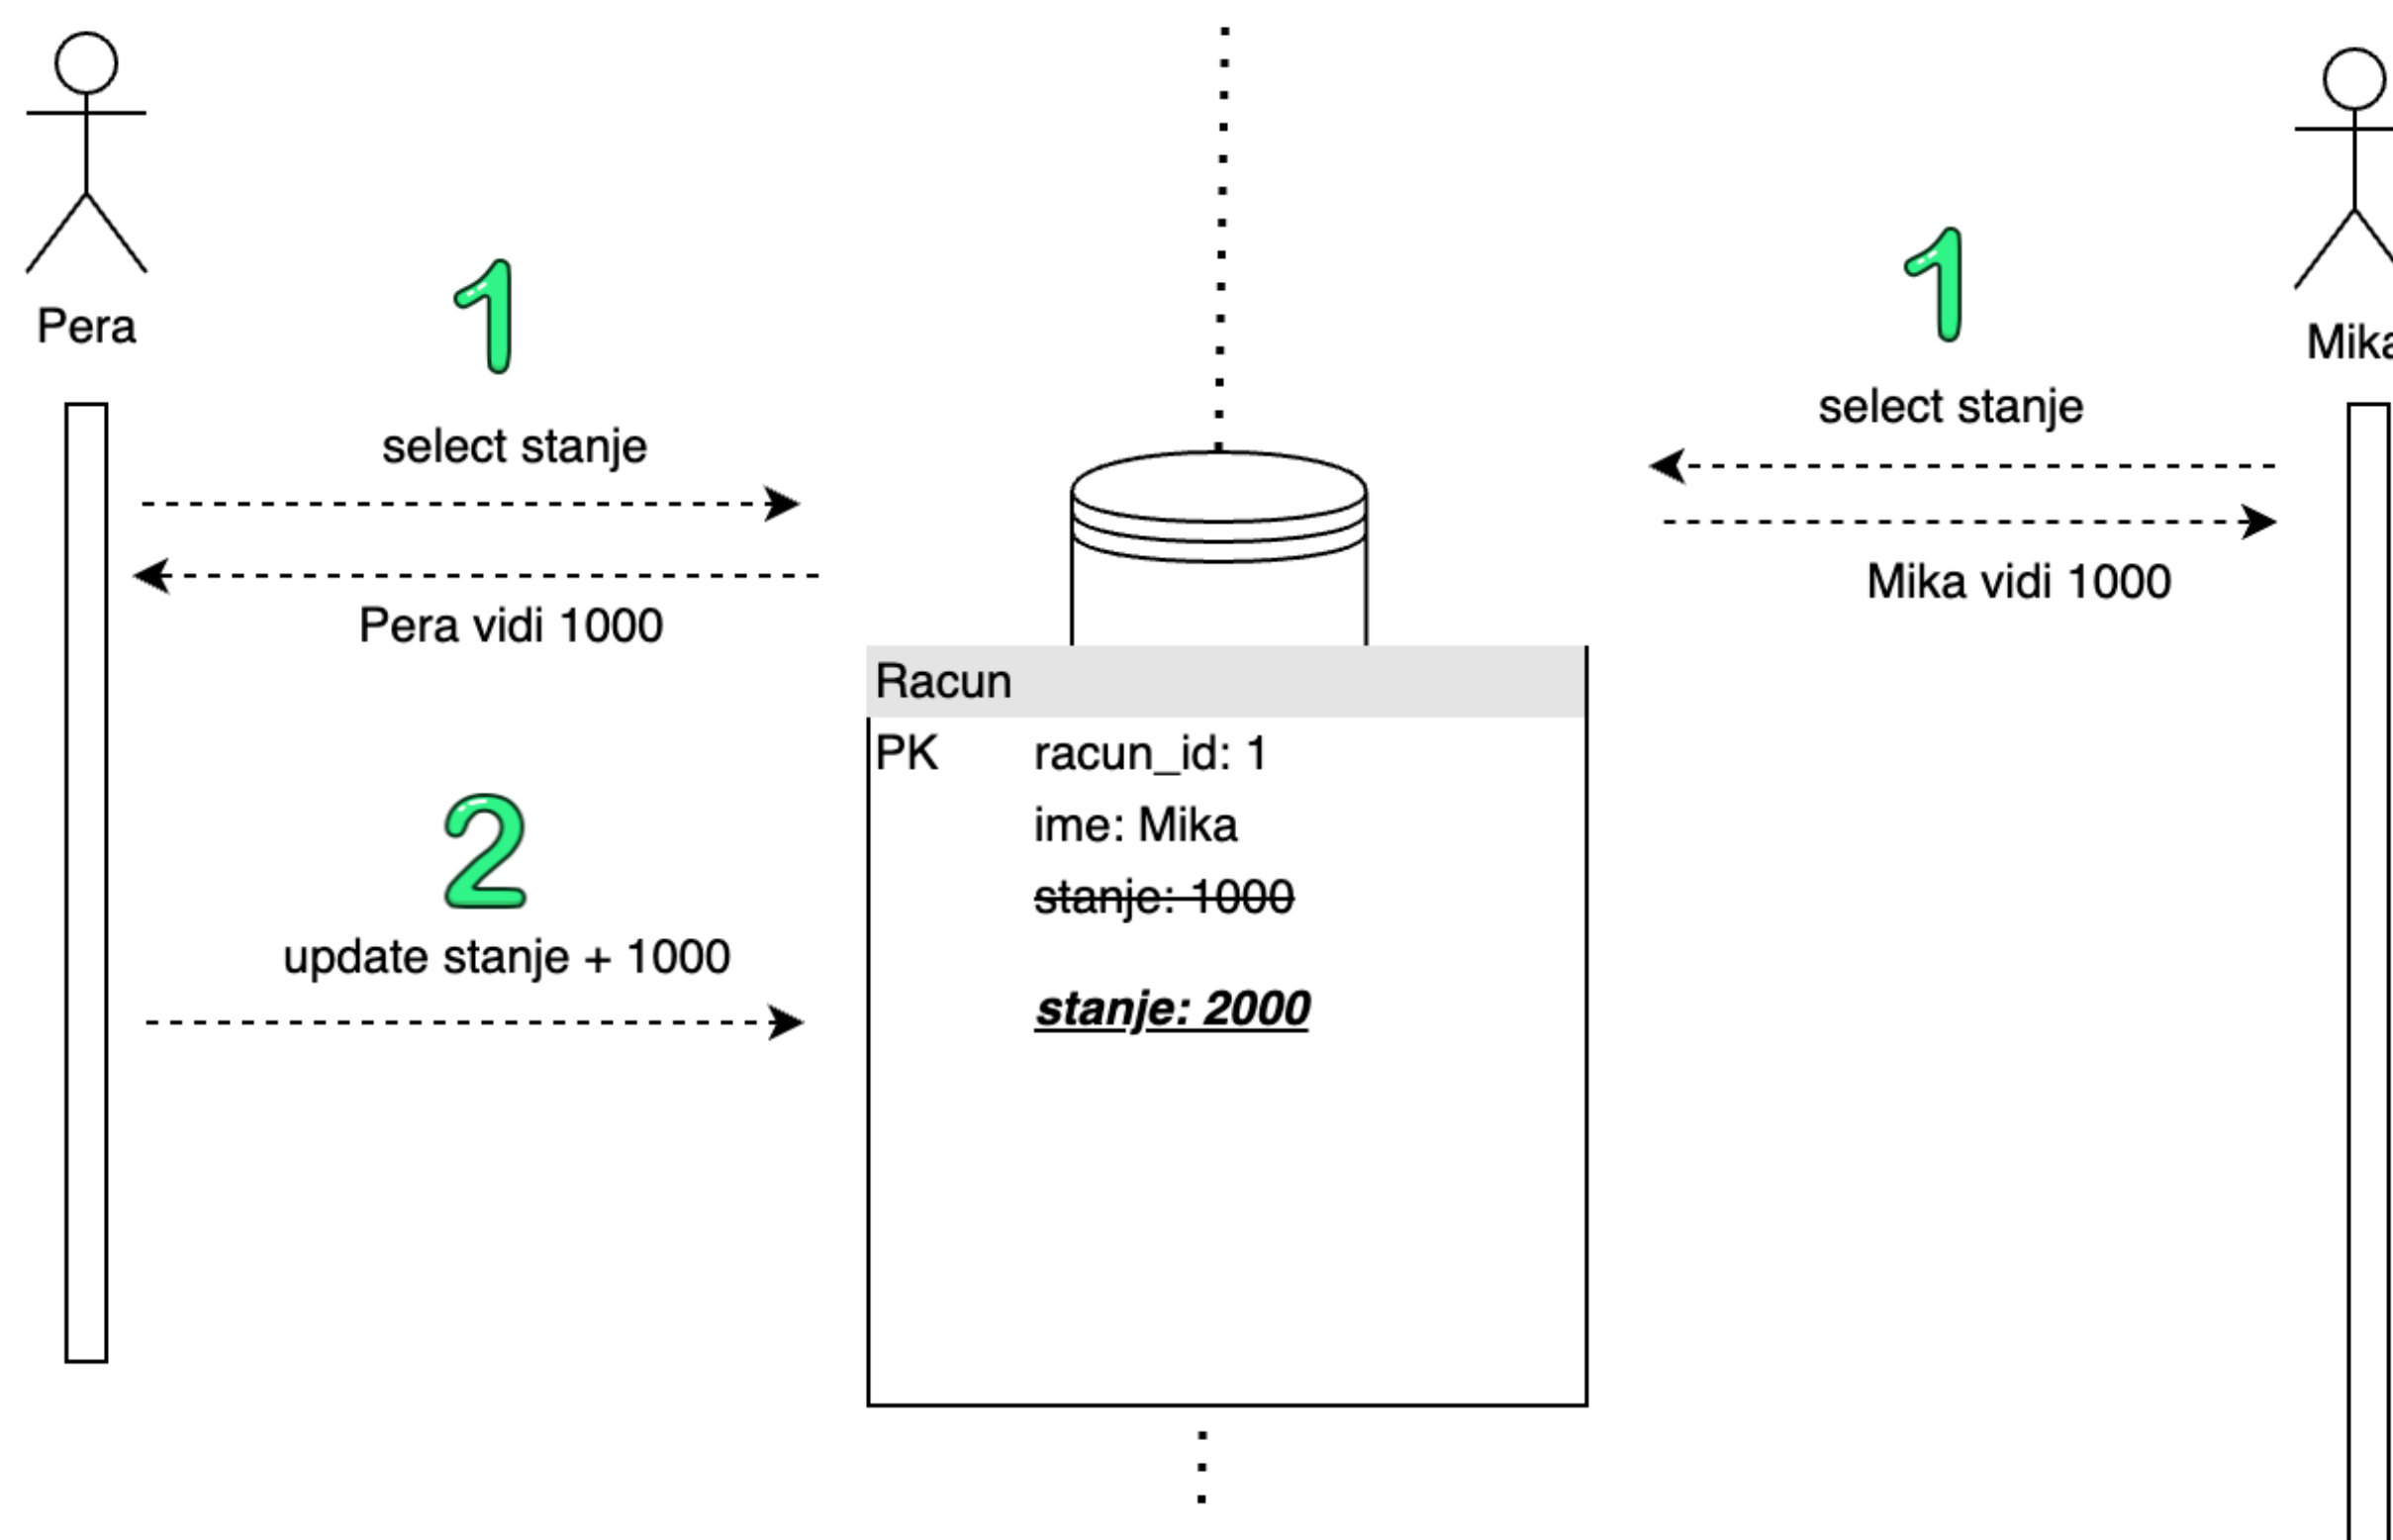 Pera
1
select stanje
Pera vidi 1000
2
update stanje + 1000
Racun
PK racun_id: 1
ime: Mika
stanje: 1000
stanje: 2000
Mika
1
select stanje
Mika vidi 1000